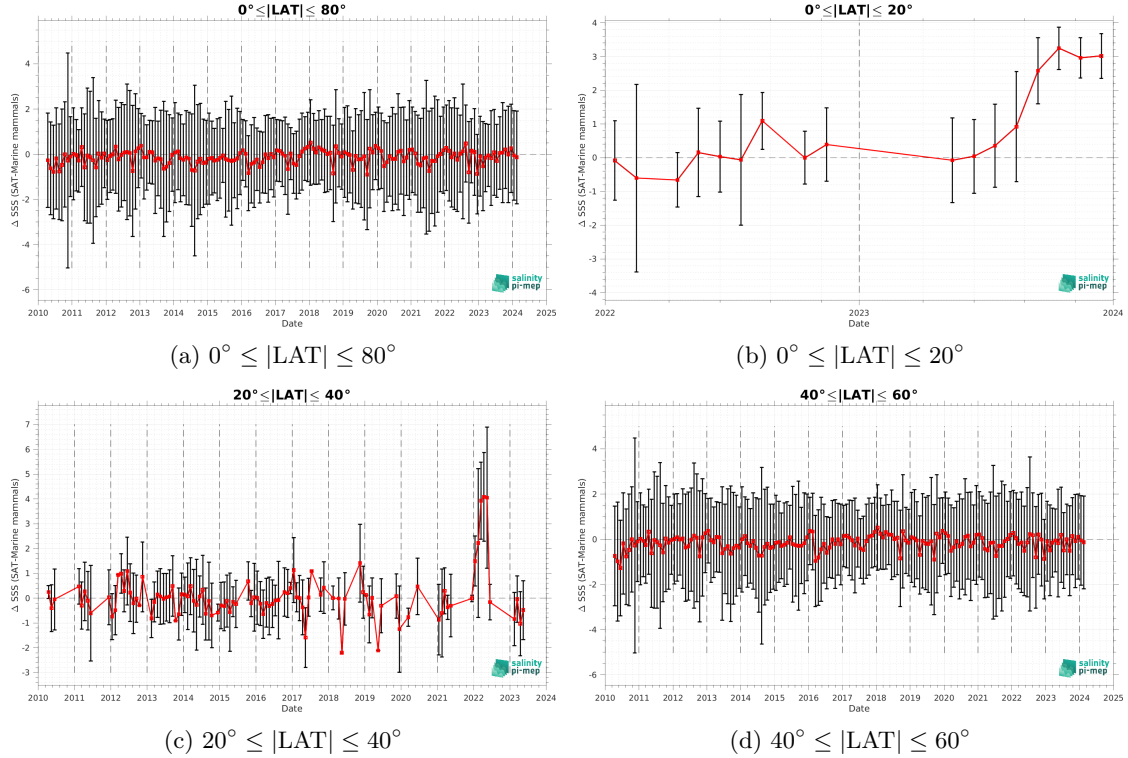 0°≤|LAT|≤ 80°
Δ SSS (SAT-Marine mammals)
4
2
0
-2
-4
-6
2010 2011 2012 2013 2014 2015 2016 2017 2018 2019 2020 2021 2022 2023 2024 2025
Date
salinity
pi-mep
(a) 0° ≤ |LAT| ≤ 80°
0°≤|LAT|≤ 20°
Δ SSS (SAT-Marine mammals)
4
3
2
1
0
-1
-2
-3
-4
2022 2023 2024
Date
salinity
pi-mep
(b) 0° ≤ |LAT| ≤ 20°
20°≤|LAT|≤ 40°
Δ SSS (SAT-Marine mammals)
7
6
5
4
3
2
1
0
-1
-2
-3
2010 2011 2012 2013 2014 2015 2016 2017 2018 2019 2020 2021 2022 2023 2024
Date
salinity
pi-mep
(c) 20° ≤ |LAT| ≤ 40°
40°≤|LAT|≤ 60°
Δ SSS (SAT-Marine mammals)
4
2
0
-2
-4
-6
2010 2011 2012 2013 2014 2015 2016 2017 2018 2019 2020 2021 2022 2023 2024 2025
Date
salinity
pi-mep
(d) 40° ≤ |LAT| ≤ 60°